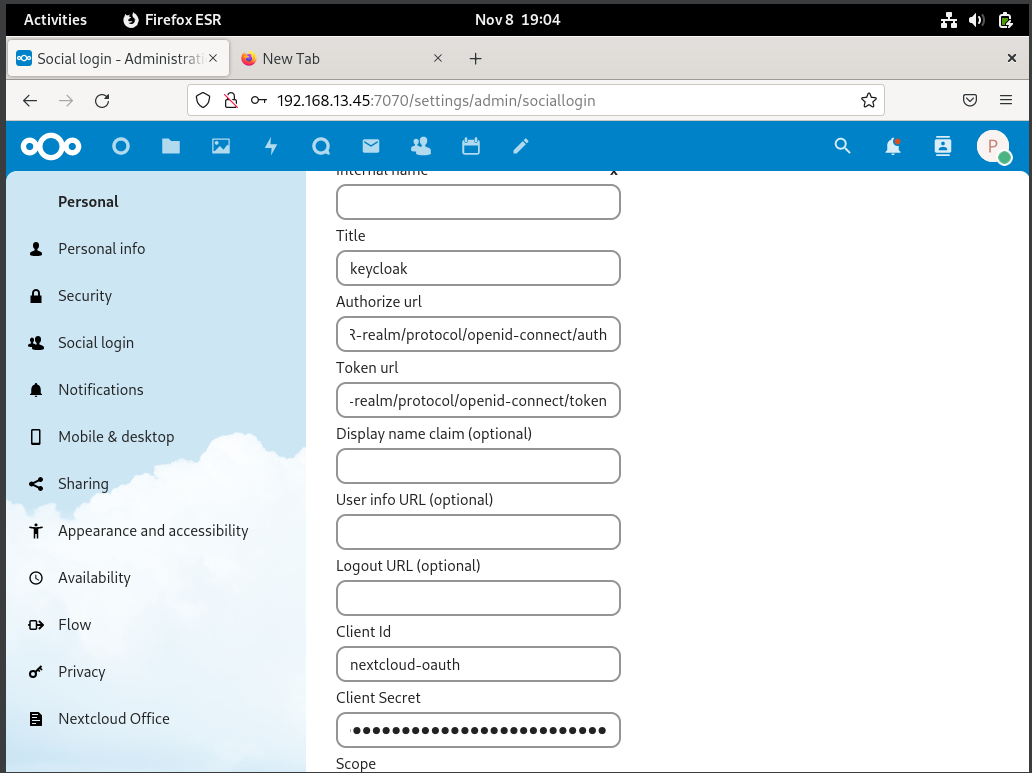 Activities Firefox ESR Nov 8 19:04
Social login - Administrati New Tab
192.168.13.45:7070/settings/admin/sociallogin
P
Personal
Personal info
Security
Social login
Notifications
Mobile & desktop
Sharing
Appearance and accessibility
Availability
Flow
Privacy
Nextcloud Office
Internal name x
Title
keycloak
Authorize url
R-realm/protocol/openid-connect/auth
Token url
-realm/protocol/openid-connect/token
Display name claim (optional)
User info URL (optional)
Logout URL (optional)
Client Id
nextcloud-oauth
Client Secret
Scope